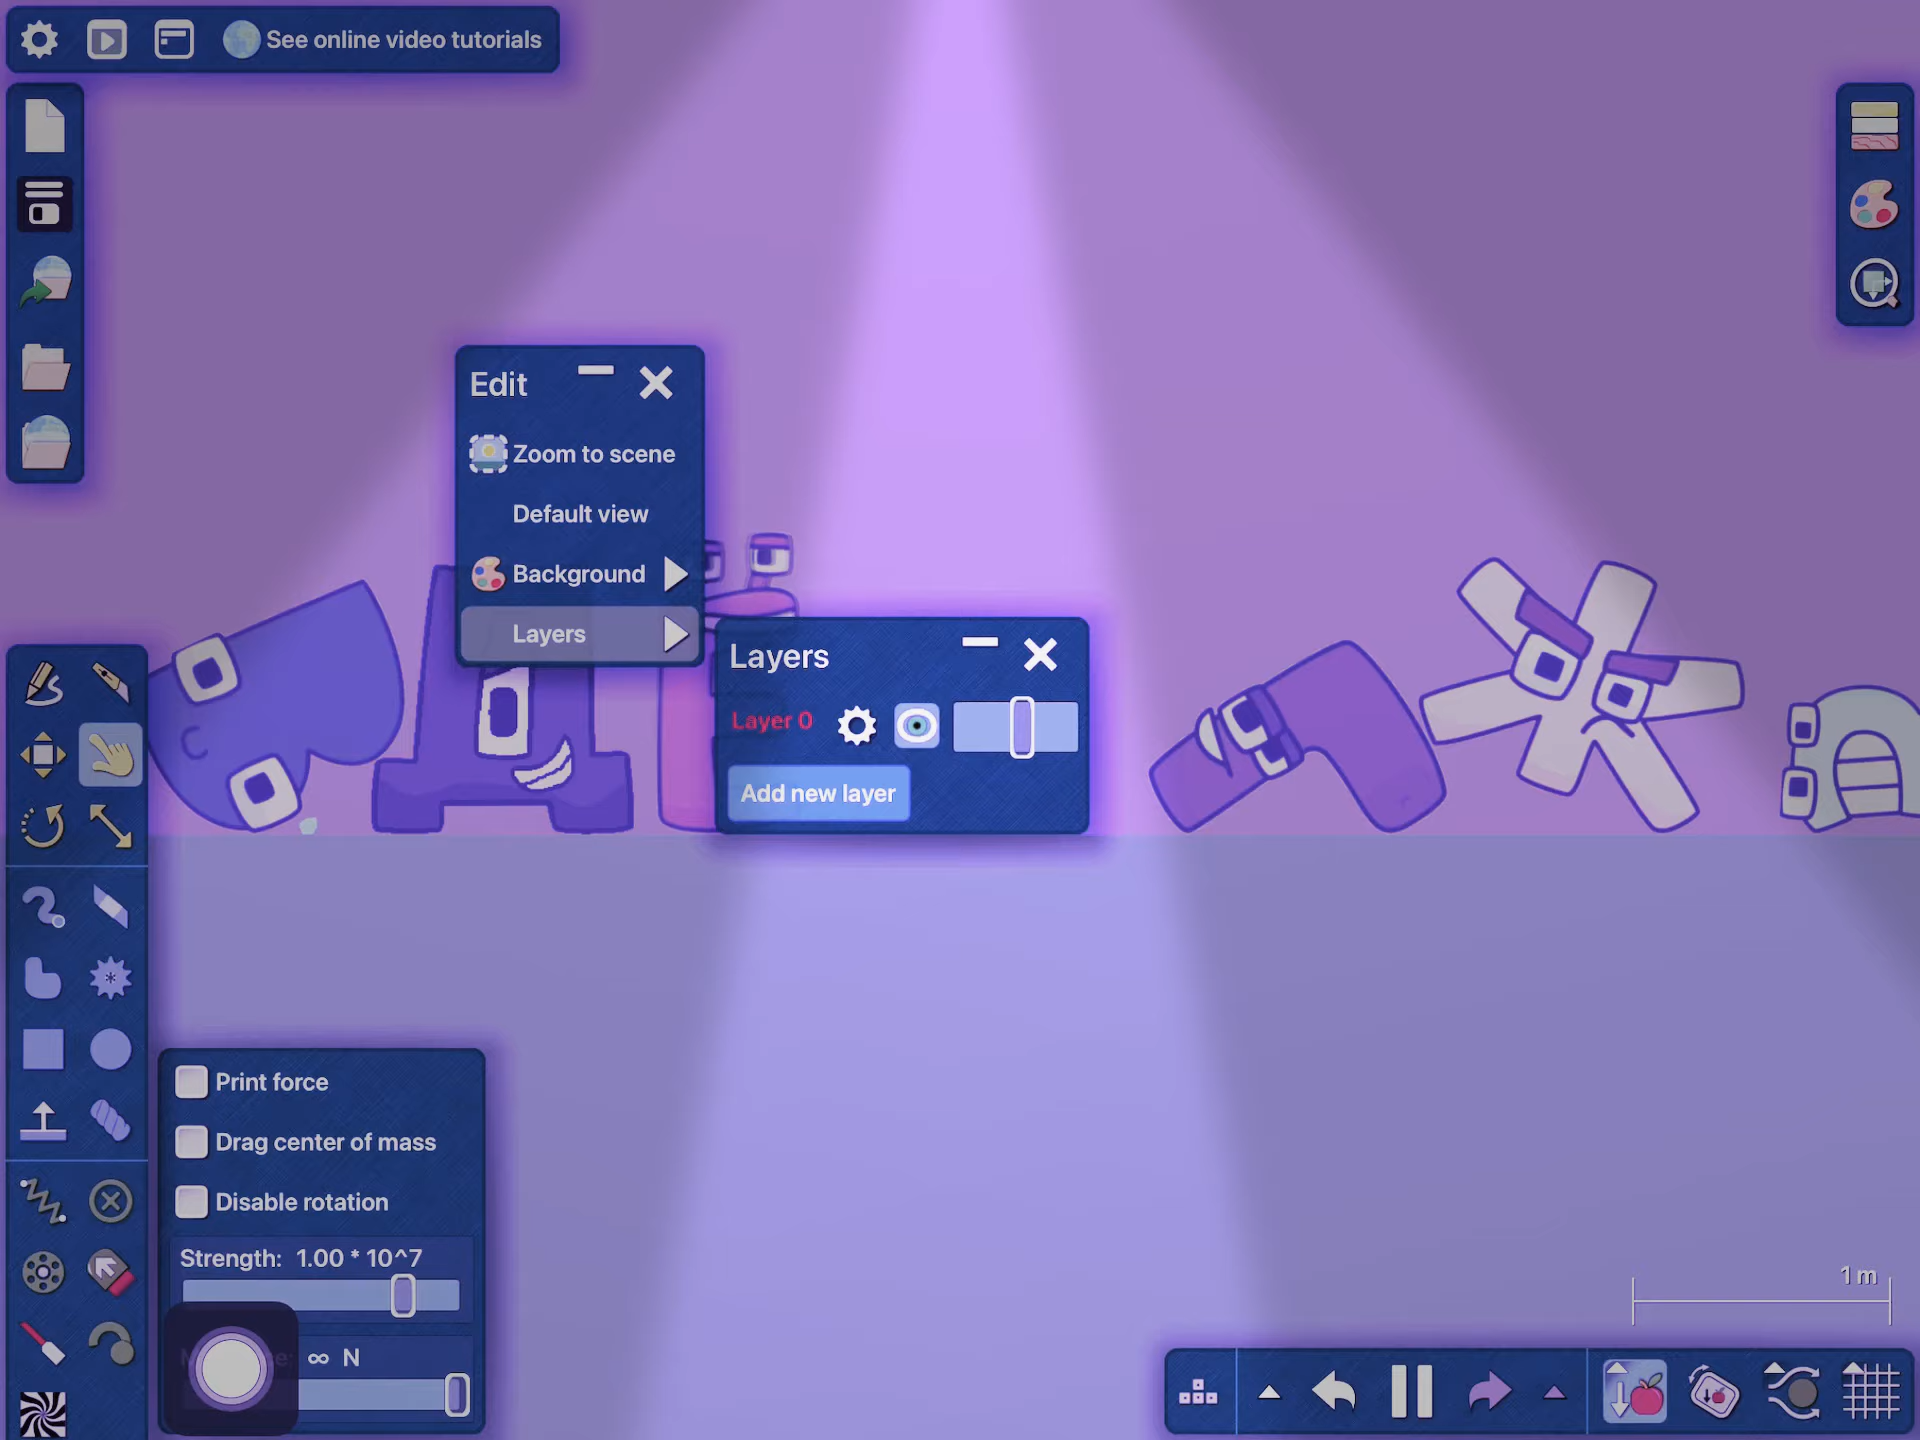 See online video tutorials
Edit
Zoom to scene
Default view
Background
Layers
Layers
Layer 0
Add new layer
Print force
Drag center of mass
Disable rotation
Strength: 1.00 * 10^7
∞ N
1 m